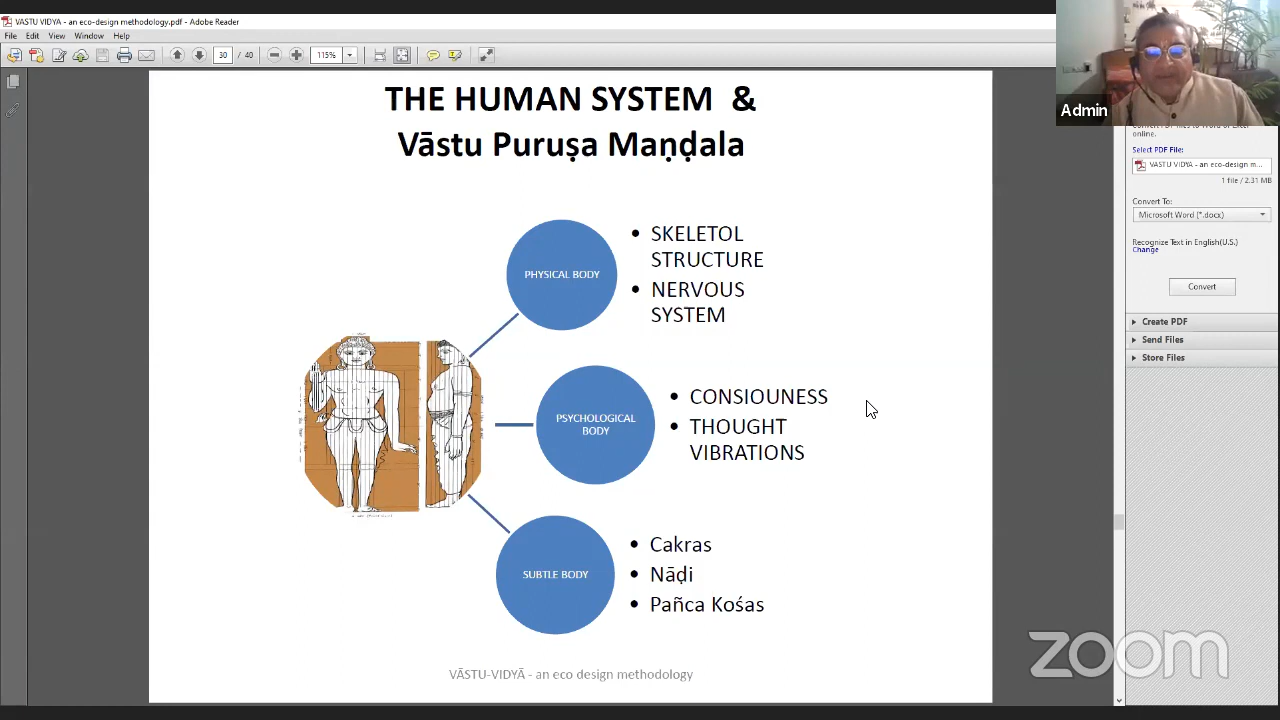 VASTU VIDYA - an eco-design methodology.pdf - Adobe Reader
File Edit View Window Help
30 / 40 115%
Admin
THE HUMAN SYSTEM &
Vāstu Puruṣa Maṇḍala
PHYSICAL BODY
• SKELETOL
STRUCTURE
• NERVOUS
SYSTEM
PSYCHOLOGICAL
BODY
• CONSIOUNESS
• THOUGHT
VIBRATIONS
SUBTLE BODY
• Cakras
• Nāḍi
• Pañca Kośas
VĀSTU-VIDYĀ - an eco design methodology
online.
Select PDF File:
VASTU VIDYA - an eco-design m...
1 file / 2.31 MB
Convert To:
Microsoft Word (*.docx)
Recognize Text in English(U.S.)
Change
Convert
Create PDF
Send Files
Store Files
zoom